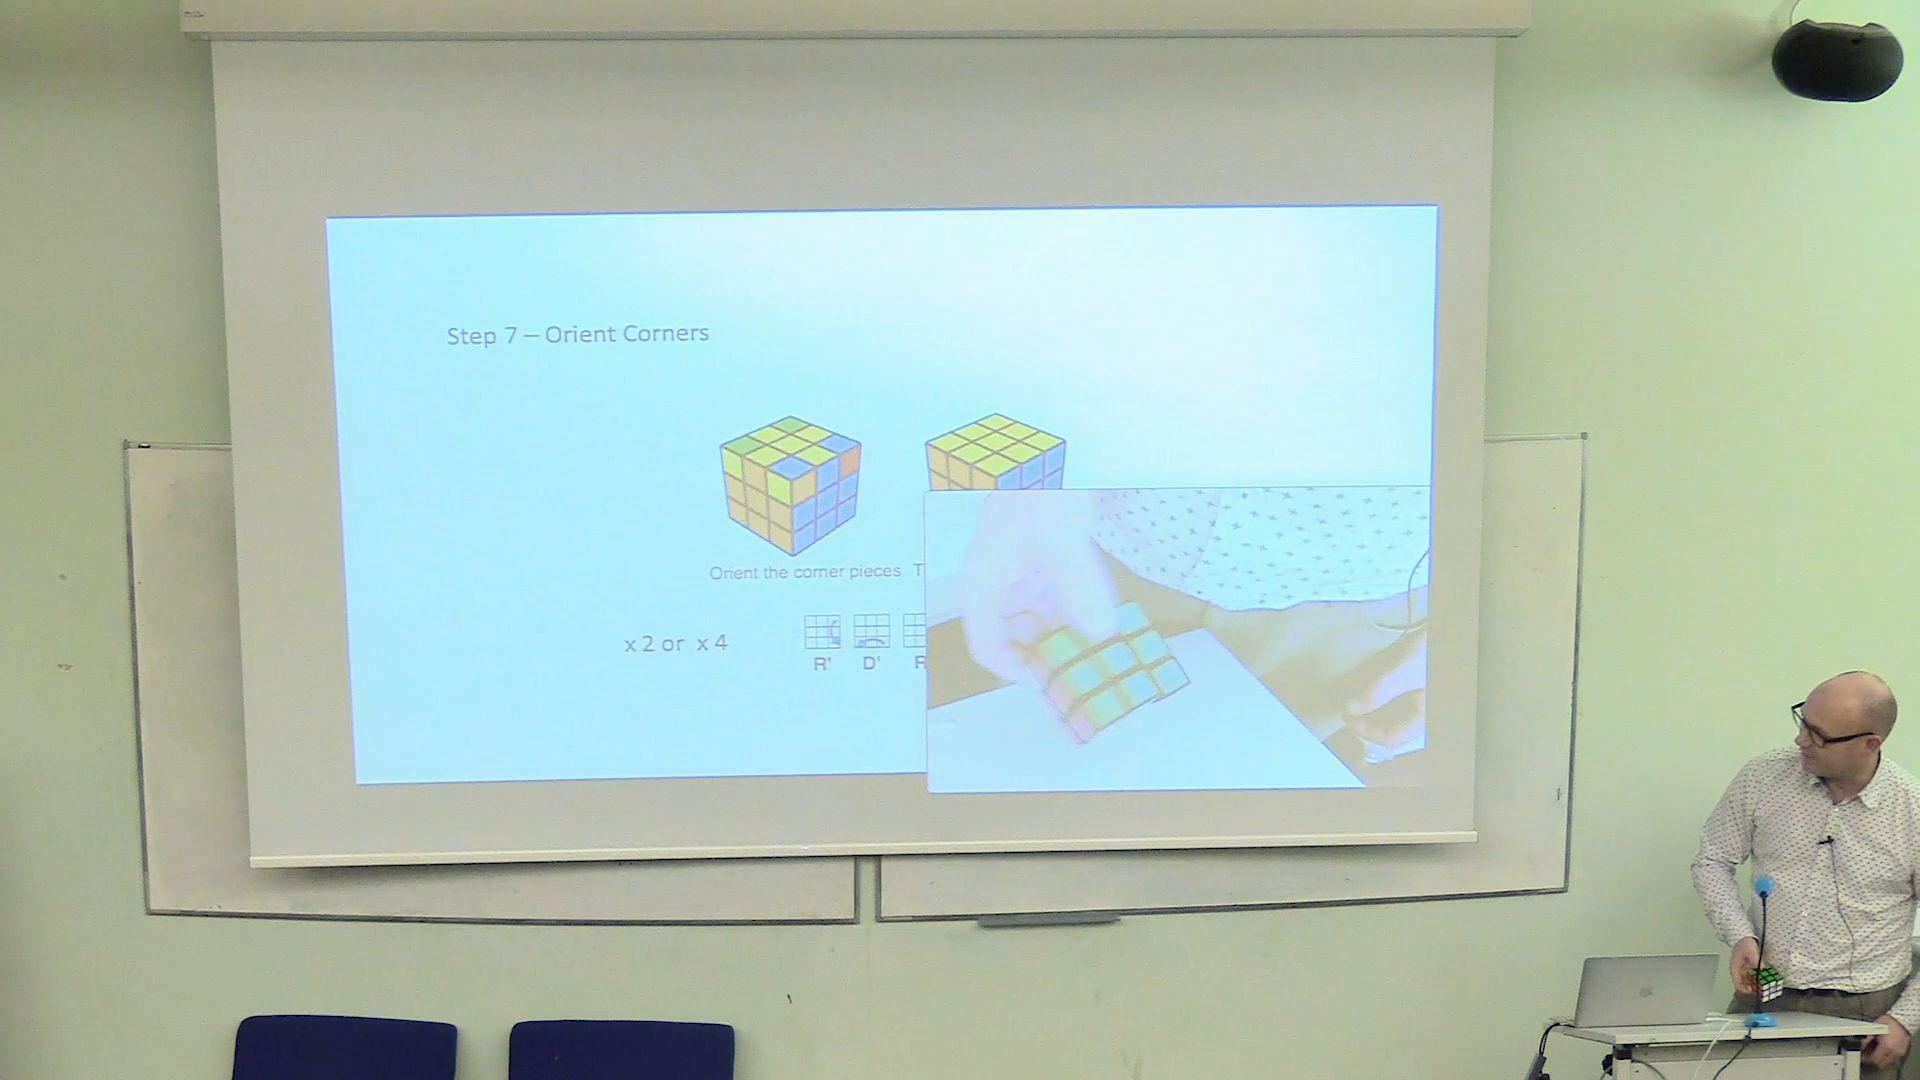 Step 7 – Orient Corners
Orient the corner pieces. T
x 2 or x 4
R' D' R